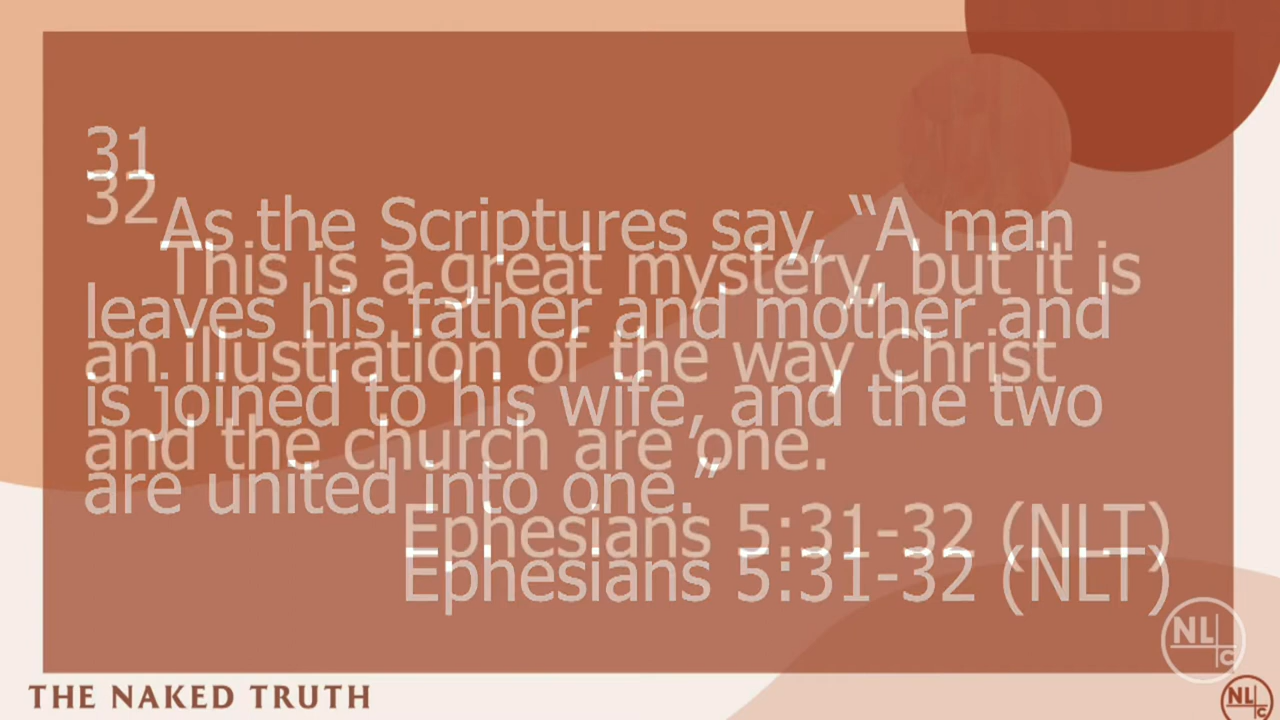 31
As the Scriptures say, “A man
leaves his father and mother and
is joined to his wife, and the two
are united into one.”
Ephesians 5:31-32 (NLT)
32
This is a great mystery, but it is
an illustration of the way Christ
and the church are one.
Ephesians 5:31-32 (NLT)
NL
C
THE NAKED TRUTH
NL
C